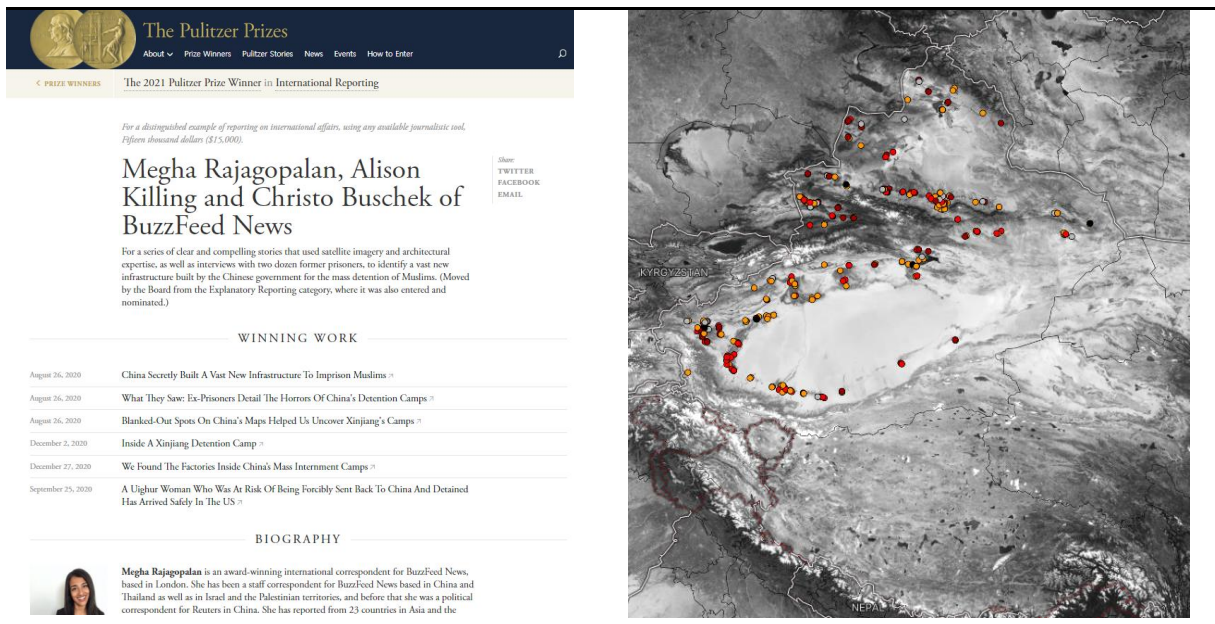 The Pulitzer Prizes
About Prize Winners Pulitzer Stories News Events How to Enter
< PRIZE WINNERS
The 2021 Pulitzer Prize Winner in International Reporting
For a distinguished example of reporting on international affairs, using any available journalistic tool,
Fifteen thousand dollars ($15,000).
Megha Rajagopalan, Alison
Killing and Christo Buschek of
BuzzFeed News
Share:
TWITTER
FACEBOOK
EMAIL
For a series of clear and compelling stories that used satellite imagery and architectural
expertise, as well as interviews with two dozen former prisoners, to identify a vast new
infrastructure built by the Chinese government for the mass detention of Muslims. (Moved
by the Board from the Explanatory Reporting category, where it was also entered and
nominated.)
WINNING WORK
August 26, 2020 China Secretly Built A Vast New Infrastructure To Imprison Muslims
August 26, 2020 What They Saw: Ex-Prisoners Detail The Horrors Of China's Detention Camps
August 26, 2020 Blanked-Out Spots On China's Maps Helped Us Uncover Xinjiang's Camps
December 2, 2020 Inside A Xinjiang Detention Camp
December 27, 2020 We Found The Factories Inside China's Mass Internment Camps
September 25, 2020 A Uighur Woman Who Was At Risk Of Being Forcibly Sent Back To China And Detained
Has Arrived Safely In The US
BIOGRAPHY
Megha Rajagopalan is an award-winning international correspondent for BuzzFeed News,
based in London. She has been a staff correspondent for BuzzFeed News based in China and
Thailand as well as in Israel and the Palestinian territories, and before that she was a political
correspondent for Reuters in China. She has reported from 23 countries in Asia and the
KYRGYZSTAN
NEPAL